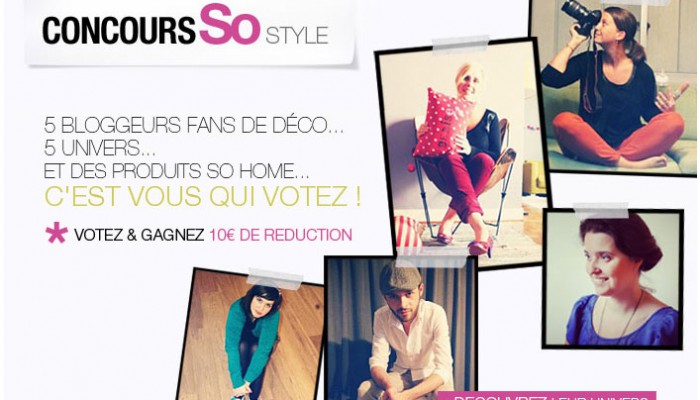 CONCOURS So STYLE
5 BLOGGEURS FANS DE DÉCO...
5 UNIVERS...
ET DES PRODUITS SO HOME...
C'EST VOUS QUI VOTEZ !
* VOTEZ & GAGNEZ 10€ DE REDUCTION
DECOUVREZ LEUR UNIVERS